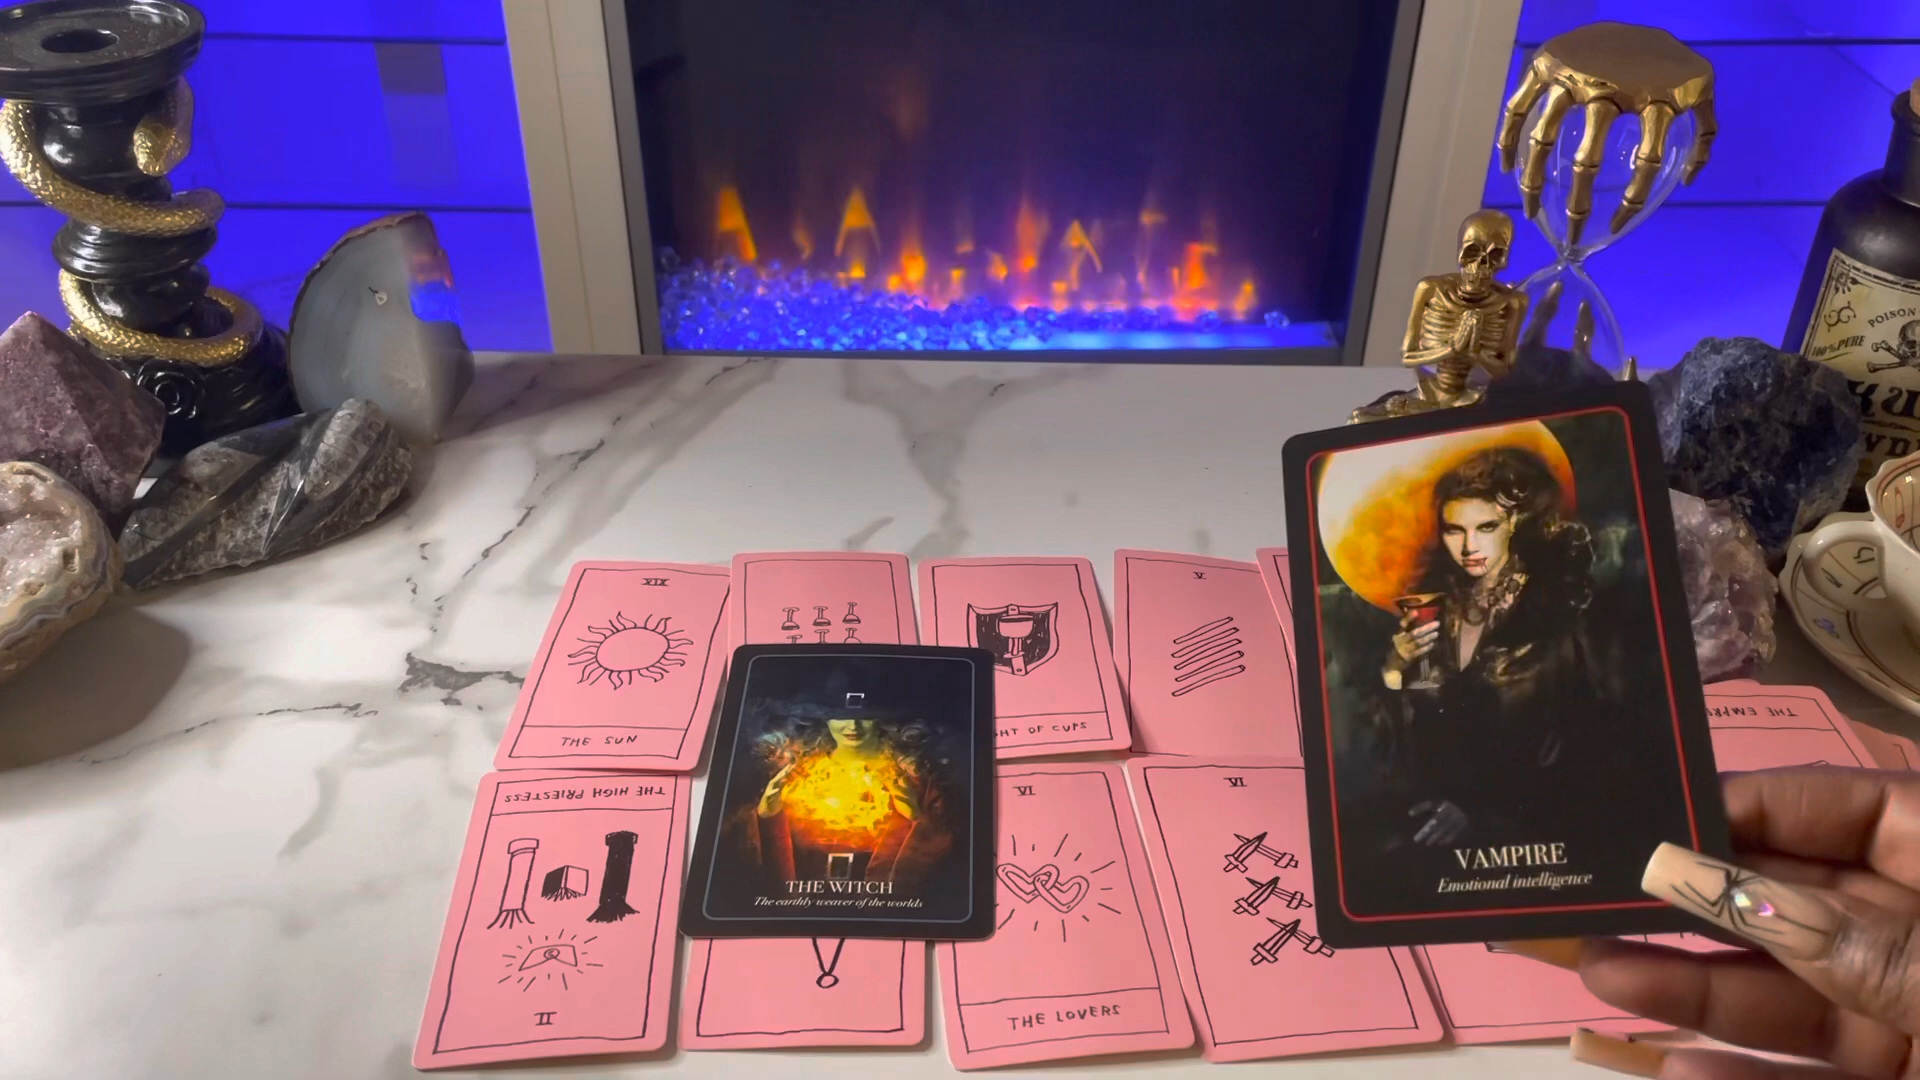 POISON
100% PURE
XIX
V
THE SUN
HT OF CUPS
THE EMPR
THE HIGH PRIESTESS
VI
VI
THE WITCH
The earthly weaver of the worlds
VAMPIRE
Emotional intelligence
II
THE LOVERS